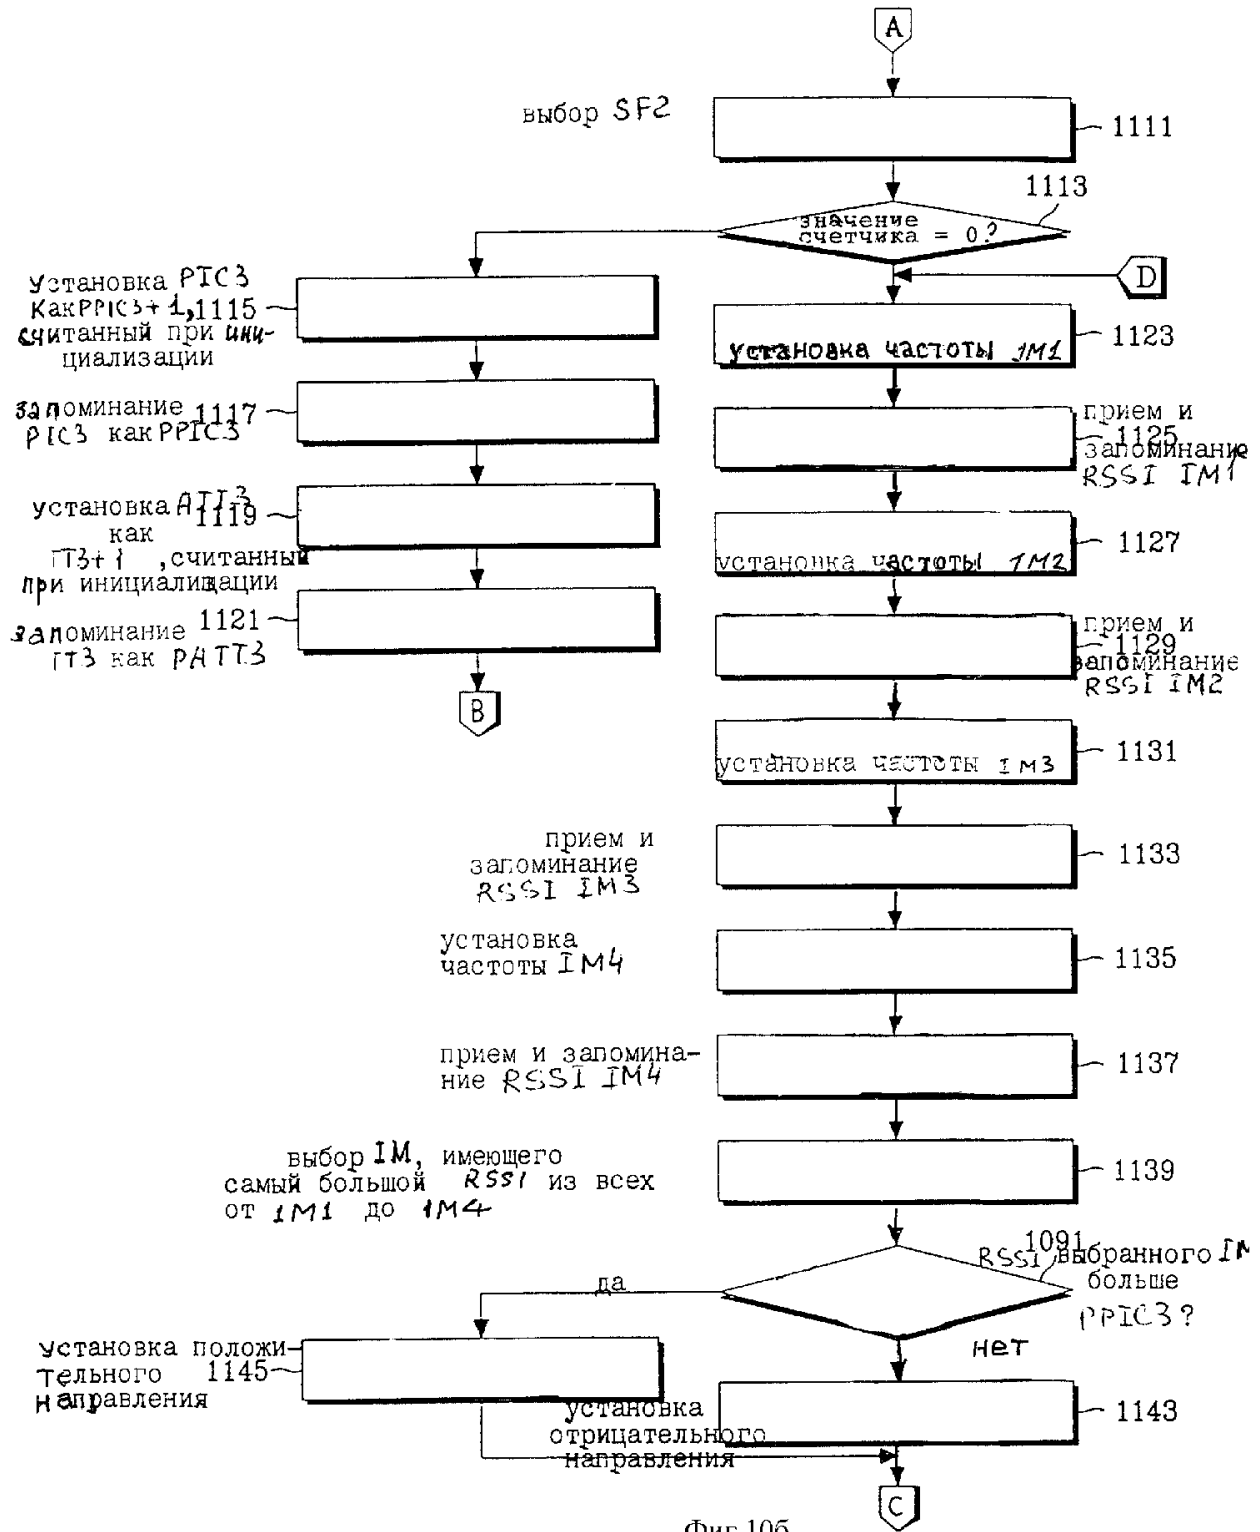 A
выбор SF2
1111
1113
значение
счетчика = 0?
D
Установка PIC3
Как PPIC3+1,
1115
считанный при ини-
циализации
1123
установка частоты 1M1
запоминание
1117
PIC3 как PPIC3
прием и
1125
запоминание
RSSI IM1
установка ATT3
1119
как
TT3+1 ,считанный
при инициализации
1127
установка частоты 1M2
запоминание
1121
TT3 как PATT3
прием и
1129
запоминание
RSSI IM2
B
1131
установка частоты IM3
прием и
запоминание
RSSI IM3
1133
установка
частоты IM4
1135
прием и запомина-
ние RSSI IM4
1137
выбор IM, имеющего
самый большой RSSI из всех
от 1M1 до 1M4
1139
1091
RSSI выбранного IM
больше
PPIC3?
да
нет
Установка положи-
тельного
1145
направления
1143
установка
отрицательного
направления
C
Фиг.10б